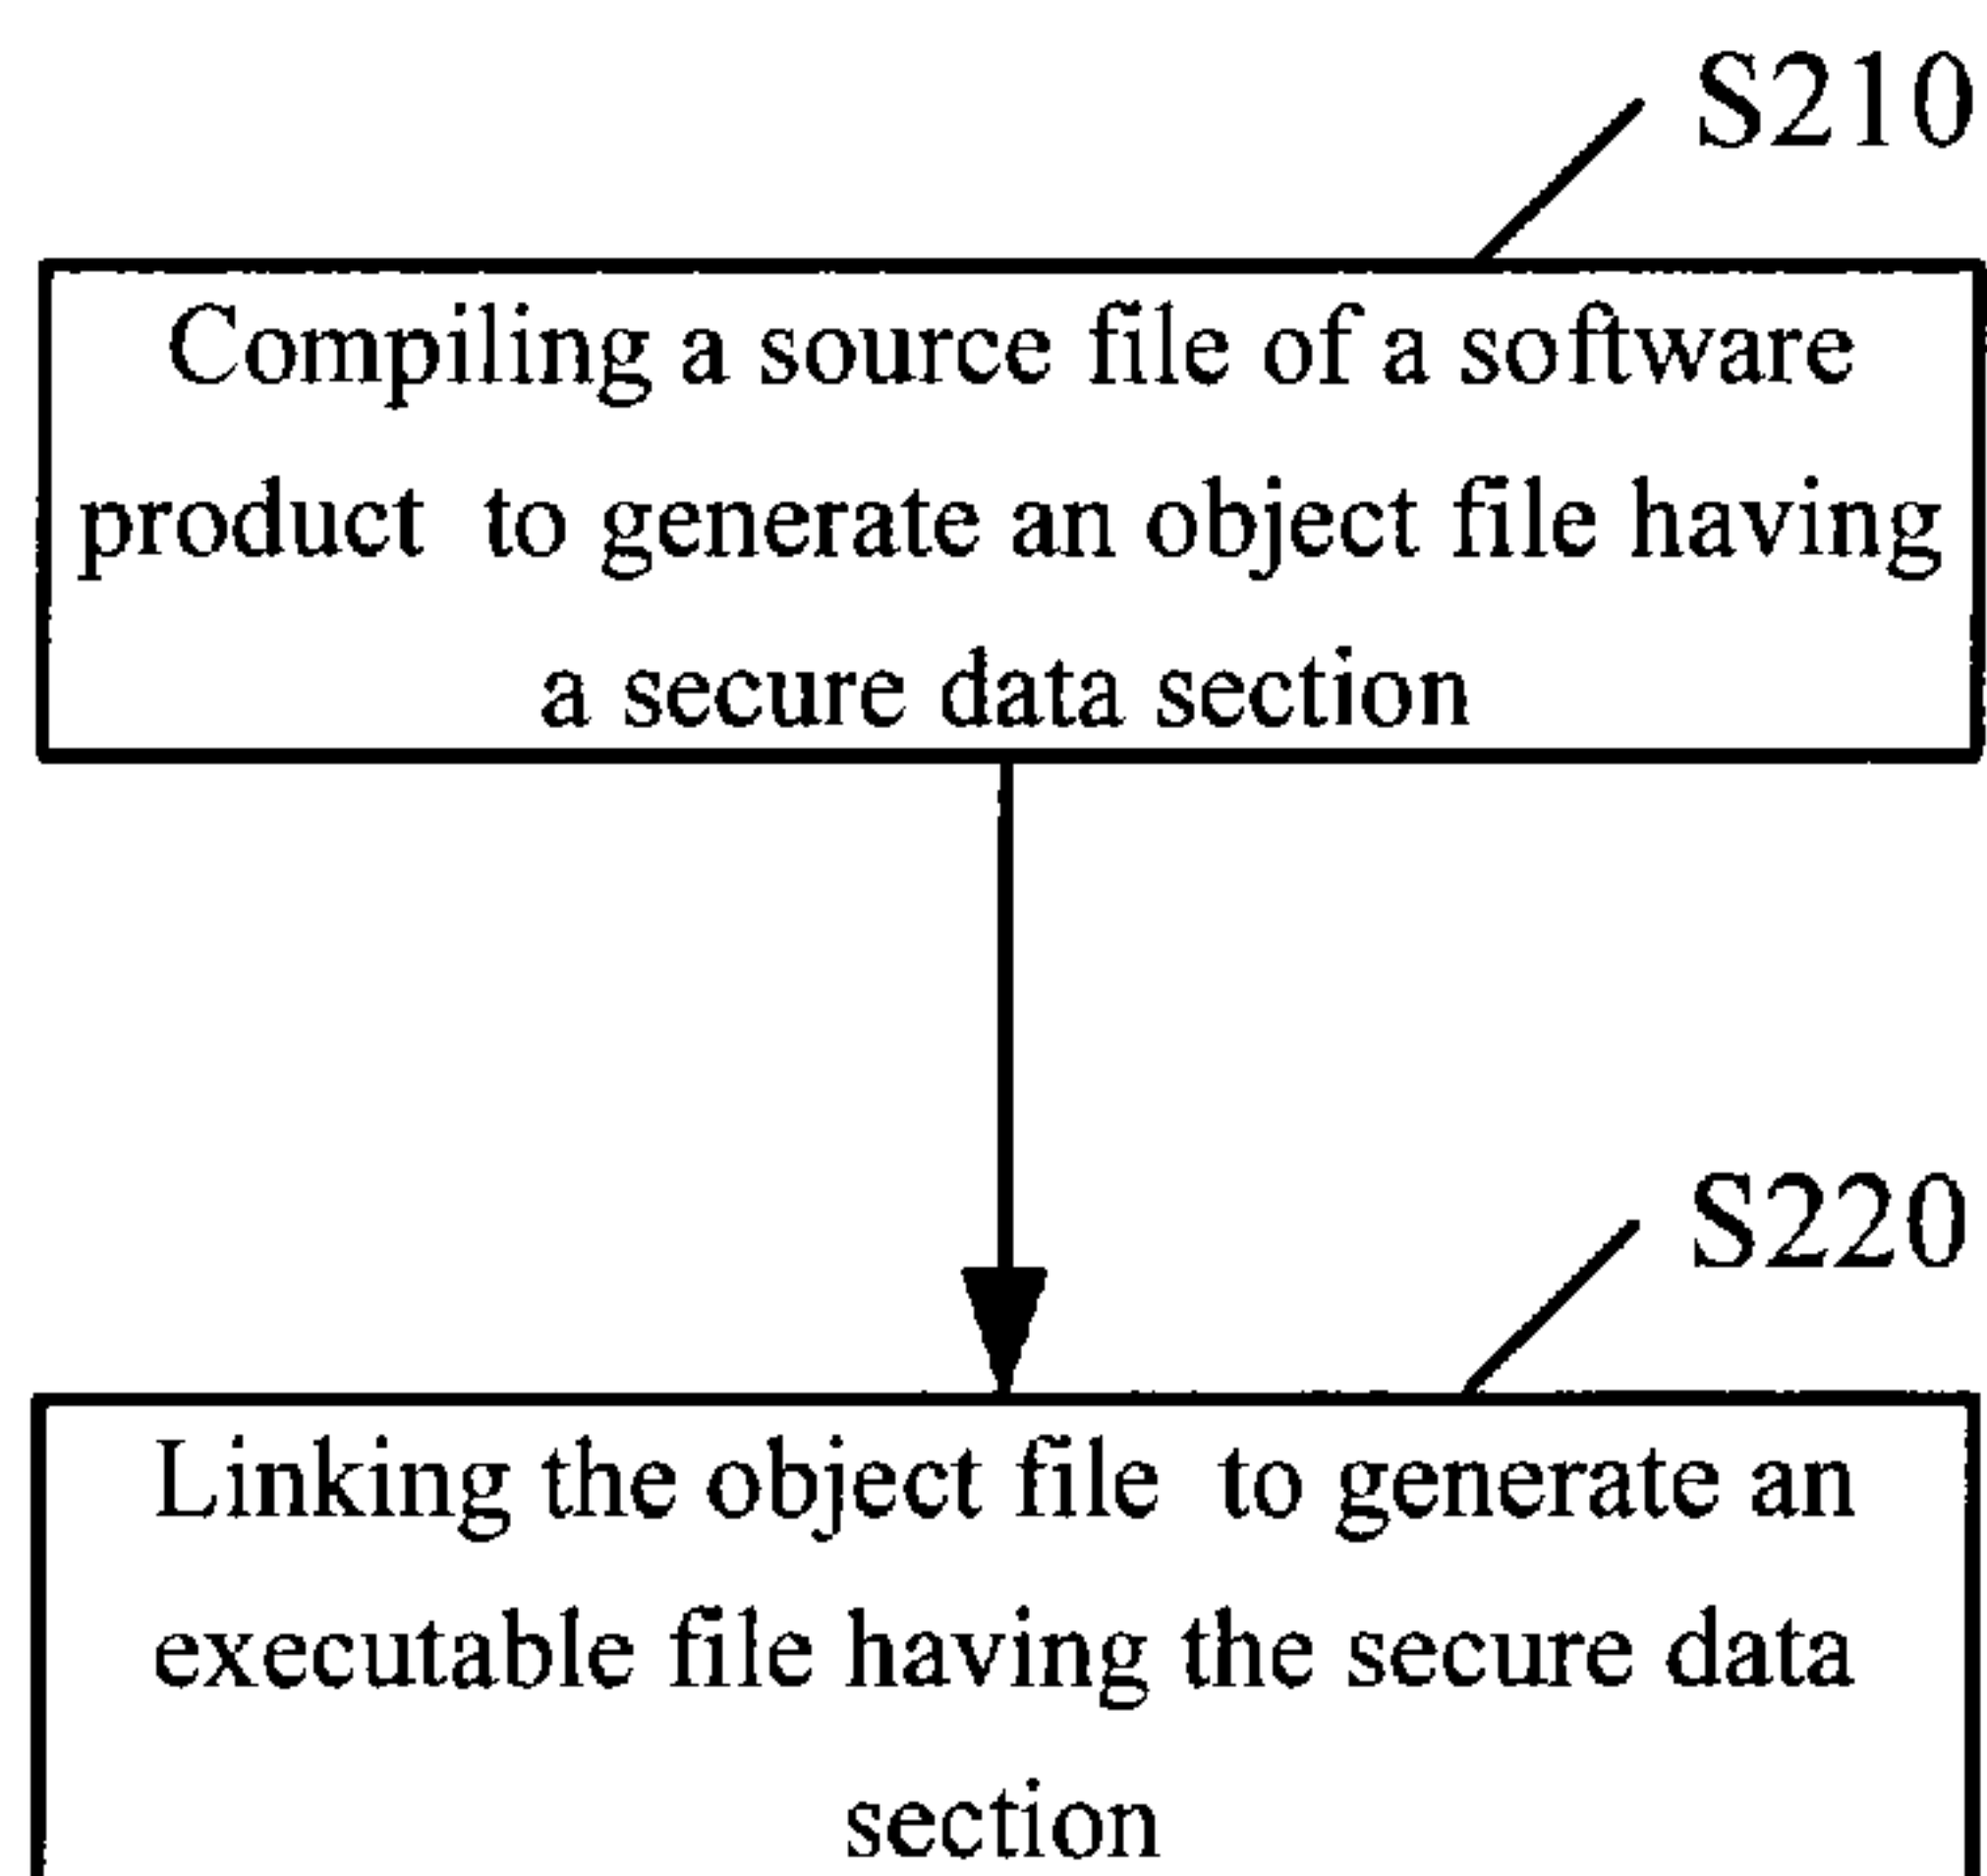 S210
Compiling a source file of a software
product to generate an object file having
a secure data section
S220
Linking the object file to generate an
executable file having the secure data
section